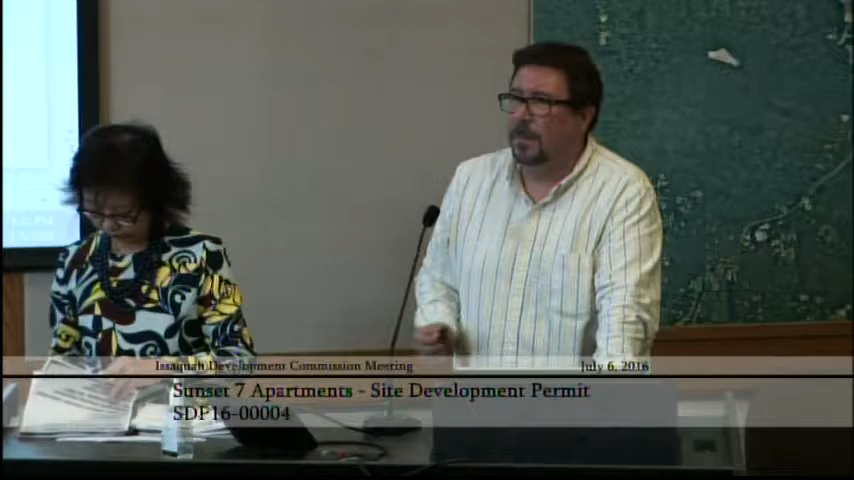 Issaquah Development Commission Meeting July 6, 2016
Sunset 7 Apartments - Site Development Permit
SDP16-00004